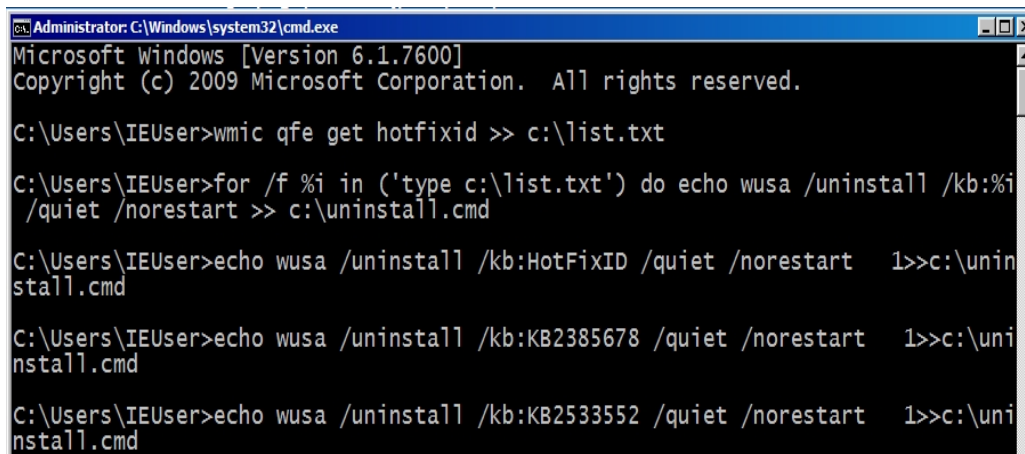 Administrator: C:\Windows\system32\cmd.exe
Microsoft Windows [Version 6.1.7600]
Copyright (c) 2009 Microsoft Corporation.  All rights reserved.
C:\Users\IEUser>wmic qfe get hotfixid >> c:\list.txt
C:\Users\IEUser>for /f %i in ('type c:\list.txt') do echo wusa /uninstall /kb:%i
 /quiet /norestart >> c:\uninstall.cmd
C:\Users\IEUser>echo wusa /uninstall /kb:HotFixID /quiet /norestart   1>>c:\unin
stall.cmd
C:\Users\IEUser>echo wusa /uninstall /kb:KB2385678 /quiet /norestart   1>>c:\uni
nstall.cmd
C:\Users\IEUser>echo wusa /uninstall /kb:KB2533552 /quiet /norestart   1>>c:\uni
nstall.cmd